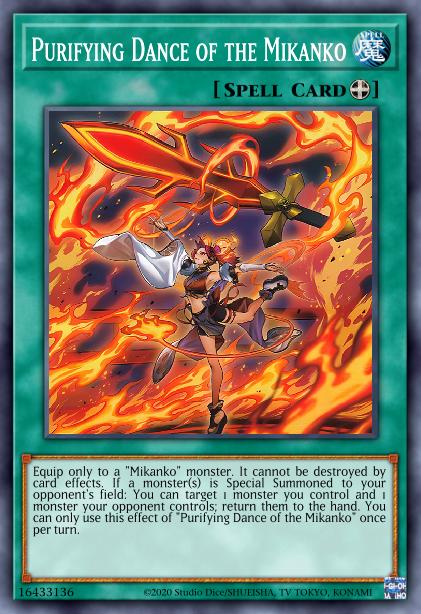 PURIFYING DANCE OF THE MIKANKO
SPELL
魔
[SPELL CARD]
Equip only to a "Mikanko" monster. It cannot be destroyed by
card effects. If a monster(s) is Special Summoned to your
opponent's field: You can target 1 monster you control and 1
monster your opponent controls; return them to the hand. You
can only use this effect of "Purifying Dance of the Mikanko" once
per turn.
16433136
©2020 Studio Dice/SHUEISHA, TV TOKYO, KONAMI